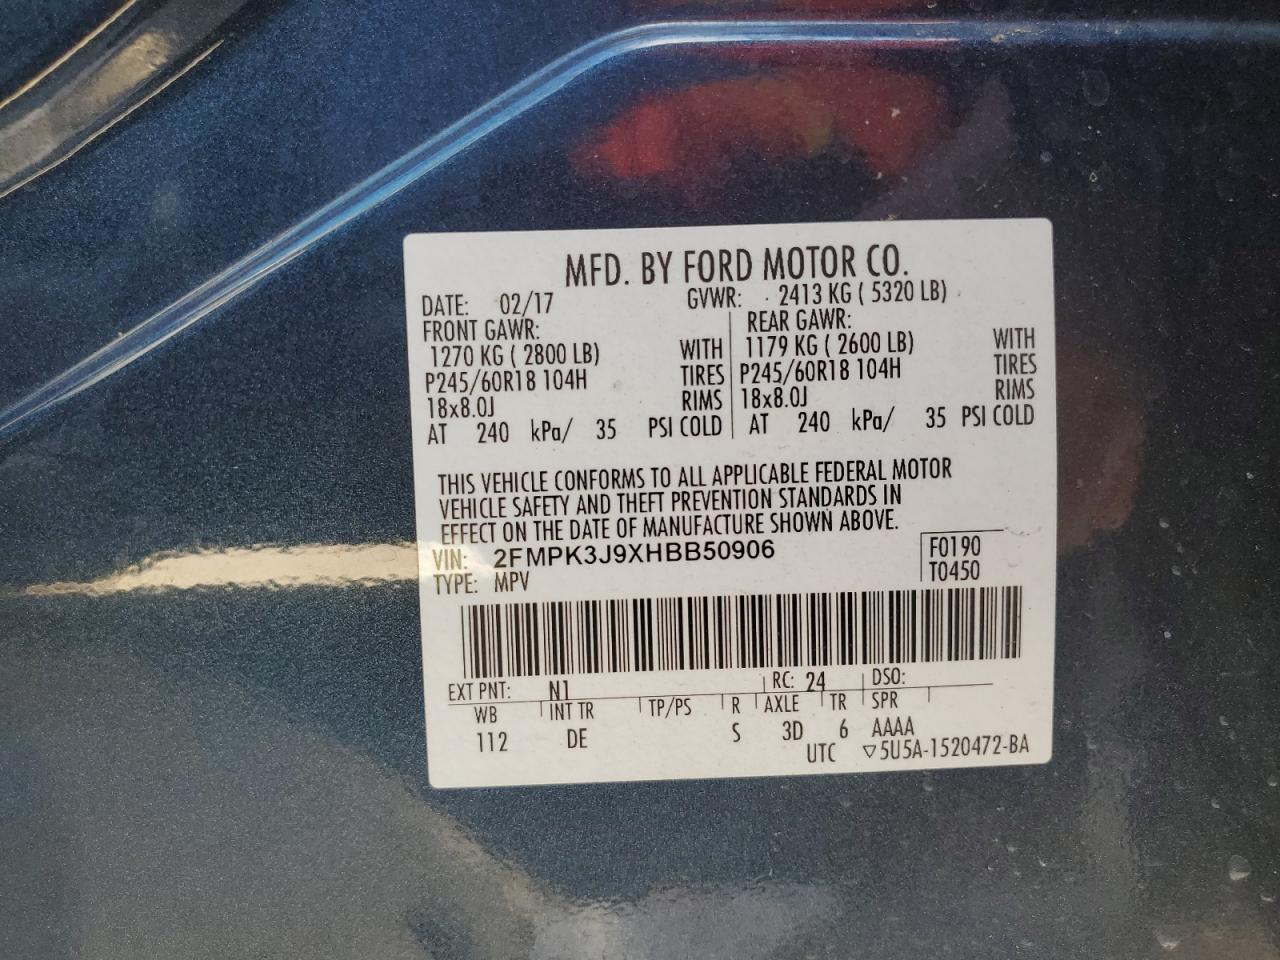 MFD. BY FORD MOTOR CO.
DATE: 02/17 GVWR: 2413 KG ( 5320 LB)
FRONT GAWR: REAR GAWR:
1270 KG ( 2800 LB) WITH 1179 KG ( 2600 LB) WITH
P245/60R18 104H TIRES P245/60R18 104H TIRES
18x8.0J RIMS 18x8.0J RIMS
AT 240 kPa/ 35 PSI COLD AT 240 kPa/ 35 PSI COLD
THIS VEHICLE CONFORMS TO ALL APPLICABLE FEDERAL MOTOR
VEHICLE SAFETY AND THEFT PREVENTION STANDARDS IN
EFFECT ON THE DATE OF MANUFACTURE SHOWN ABOVE.
VIN: 2FMPK3J9XHBB50906 F0190
TYPE: MPV T0450
EXT PNT: N1 RC: 24 DSO:
WB INT TR TP/PS R AXLE TR SPR
112 DE S 3D 6 AAAA
UTC ▽5U5A-1520472-BA